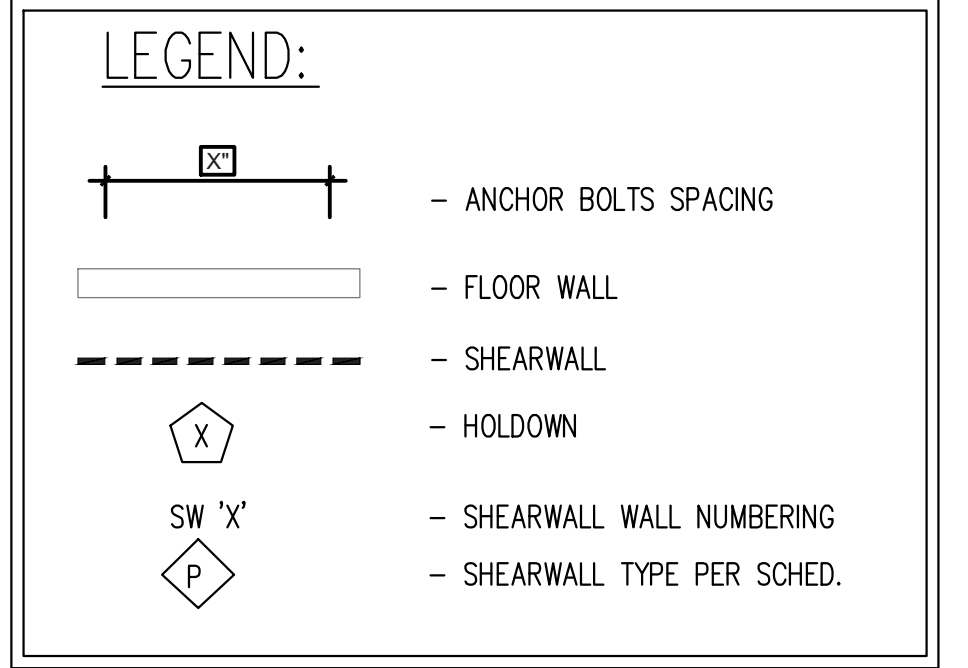 LEGEND:
X"
- ANCHOR BOLTS SPACING
- FLOOR WALL
- SHEARWALL
X - HOLDOWN
SW 'X' - SHEARWALL WALL NUMBERING
P - SHEARWALL TYPE PER SCHED.